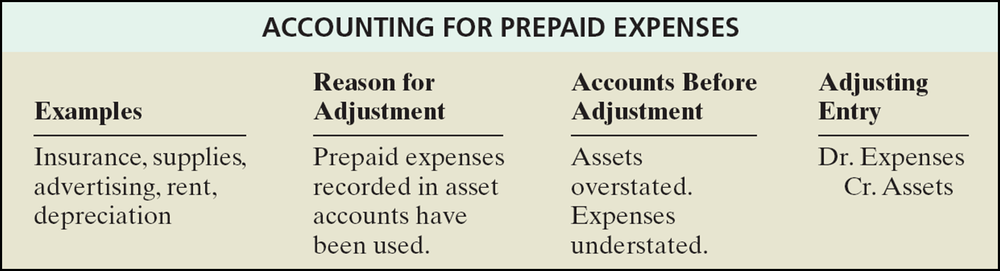 ACCOUNTING FOR PREPAID EXPENSES
Examples
Reason for
Adjustment
Accounts Before
Adjustment
Adjusting
Entry
Insurance, supplies,
advertising, rent,
depreciation
Prepaid expenses
recorded in asset
accounts have
been used.
Assets
overstated.
Expenses
understated.
Dr. Expenses
Cr. Assets